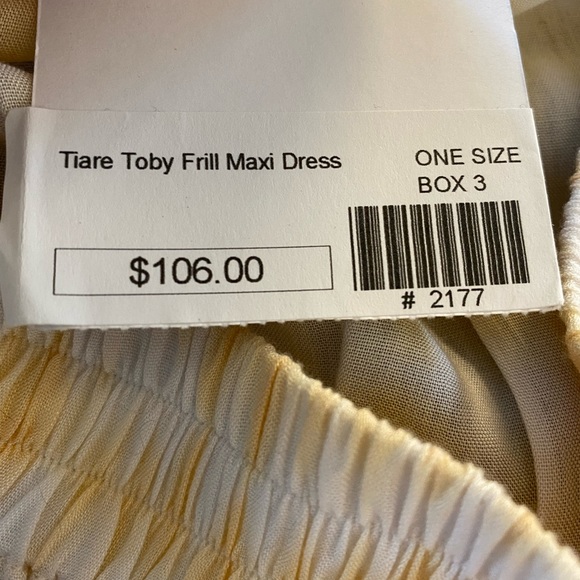 Tiare Toby Frill Maxi Dress
ONE SIZE
BOX 3
$106.00
# 2177